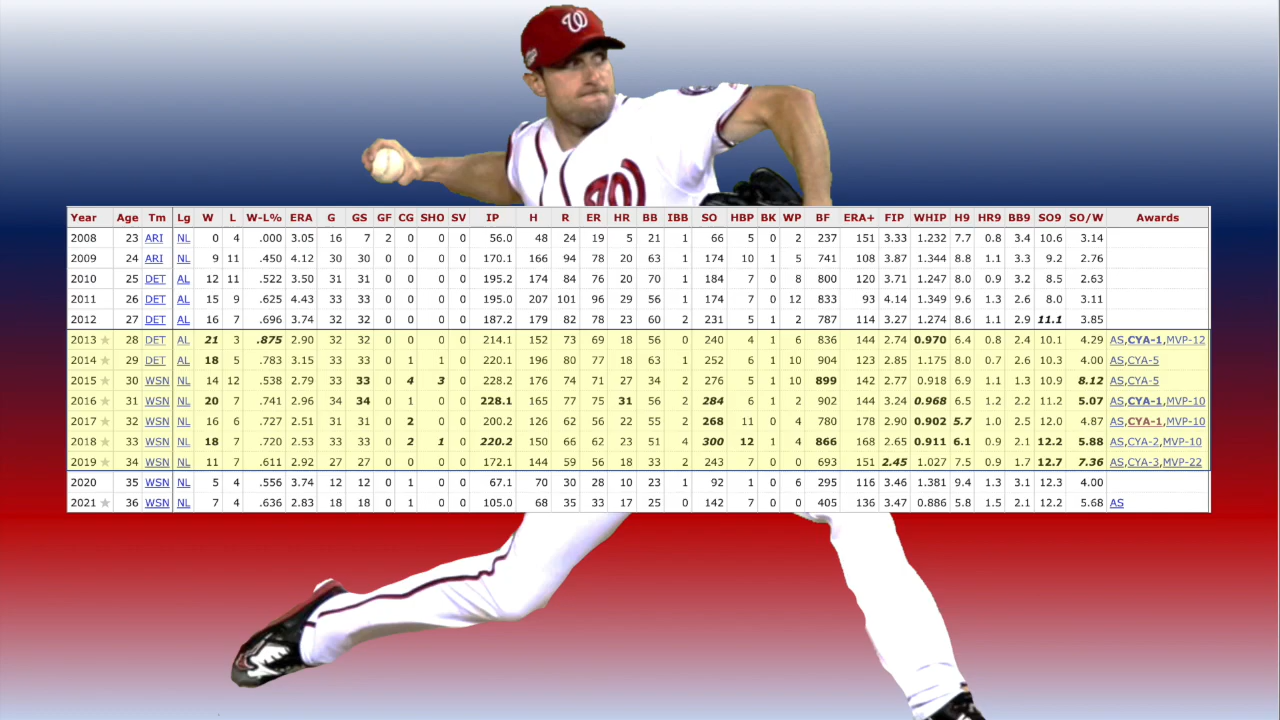 W
W
Year Age Tm Lg W L W-L% ERA G GS GF CG SHO SV IP H R ER HR BB IBB SO HBP BK WP BF ERA+ FIP WHIP H9 HR9 BB9 SO9 SO/W Awards
2008 23 ARI NL 0 4 .000 3.05 16 7 2 0 0 0 56.0 48 24 19 5 21 1 66 5 0 2 237 151 3.33 1.232 7.7 0.8 3.4 10.6 3.14
2009 24 ARI NL 9 11 .450 4.12 30 30 0 0 0 0 170.1 166 94 78 20 63 1 174 10 1 5 741 108 3.87 1.344 8.8 1.1 3.3 9.2 2.76
2010 25 DET AL 12 11 .522 3.50 31 31 0 0 0 0 195.2 174 84 76 20 70 1 184 7 0 8 800 120 3.71 1.247 8.0 0.9 3.2 8.5 2.63
2011 26 DET AL 15 9 .625 4.43 33 33 0 0 0 0 195.0 207 101 96 29 56 1 174 7 0 12 833 93 4.14 1.349 9.6 1.3 2.6 8.0 3.11
2012 27 DET AL 16 7 .696 3.74 32 32 0 0 0 0 187.2 179 82 78 23 60 2 231 5 1 2 787 114 3.27 1.274 8.6 1.1 2.9 11.1 3.85
2013 ★ 28 DET AL 21 3 .875 2.90 32 32 0 0 0 0 214.1 152 73 69 18 56 0 240 4 1 6 836 144 2.74 0.970 6.4 0.8 2.4 10.1 4.29 AS,CYA-1,MVP-12
2014 ★ 29 DET AL 18 5 .783 3.15 33 33 0 1 1 0 220.1 196 80 77 18 63 1 252 6 1 10 904 123 2.85 1.175 8.0 0.7 2.6 10.3 4.00 AS,CYA-5
2015 ★ 30 WSN NL 14 12 .538 2.79 33 33 0 4 3 0 228.2 176 74 71 27 34 2 276 5 1 10 899 142 2.77 0.918 6.9 1.1 1.3 10.9 8.12 AS,CYA-5
2016 ★ 31 WSN NL 20 7 .741 2.96 34 34 0 1 0 0 228.1 165 77 75 31 56 2 284 6 1 2 902 144 3.24 0.968 6.5 1.2 2.2 11.2 5.07 AS,CYA-1,MVP-10
2017 ★ 32 WSN NL 16 6 .727 2.51 31 31 0 2 0 0 200.2 126 62 56 22 55 2 268 11 0 4 780 178 2.90 0.902 5.7 1.0 2.5 12.0 4.87 AS,CYA-1,MVP-10
2018 ★ 33 WSN NL 18 7 .720 2.53 33 33 0 2 1 0 220.2 150 66 62 23 51 4 300 12 1 4 866 168 2.65 0.911 6.1 0.9 2.1 12.2 5.88 AS,CYA-2,MVP-10
2019 ★ 34 WSN NL 11 7 .611 2.92 27 27 0 0 0 0 172.1 144 59 56 18 33 2 243 7 0 0 693 151 2.45 1.027 7.5 0.9 1.7 12.7 7.36 AS,CYA-3,MVP-22
2020 35 WSN NL 5 4 .556 3.74 12 12 0 1 0 0 67.1 70 30 28 10 23 1 92 1 0 6 295 116 3.46 1.381 9.4 1.3 3.1 12.3 4.00
2021 ★ 36 WSN NL 7 4 .636 2.83 18 18 0 1 0 0 105.0 68 35 33 17 25 0 142 7 0 0 405 136 3.47 0.886 5.8 1.5 2.1 12.2 5.68 AS